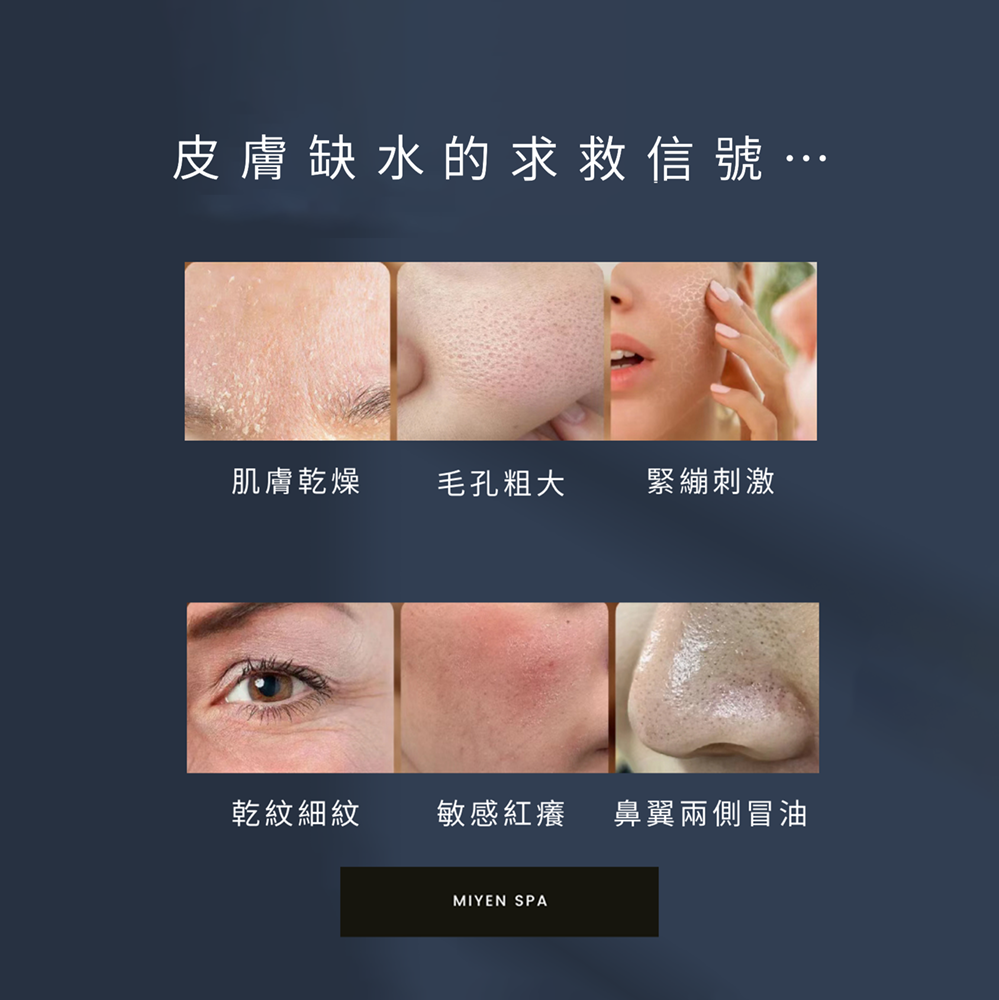 皮膚缺水的求救信號⋯
肌膚乾燥
毛孔粗大
緊繃刺激
乾紋細紋
敏感紅癢
鼻翼兩側冒油
MIYEN SPA